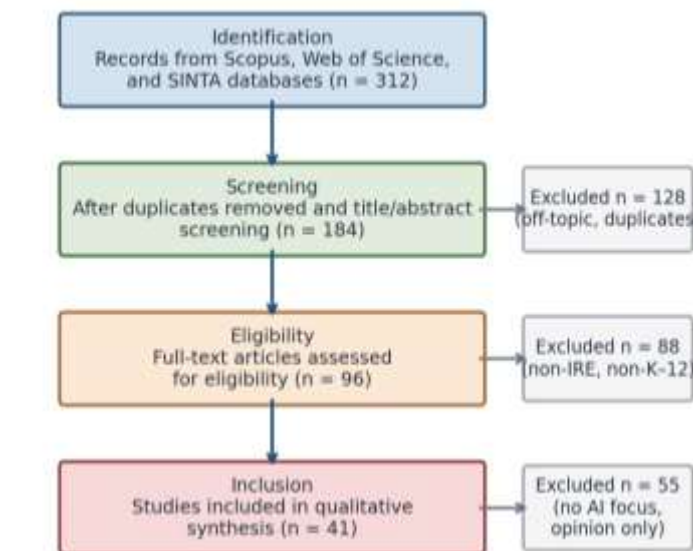 Identification
Records from Scopus, Web of Science,
and SINTA databases (n = 312)
Screening
After duplicates removed and title/abstract
screening (n = 184)
Excluded n = 128
(off-topic, duplicates
Eligibility
Full-text articles assessed
for eligibility (n = 96)
Excluded n = 88
(non-IRE, non-K–12)
Inclusion
Studies included in qualitative
synthesis (n = 41)
Excluded n = 55
(no AI focus,
opinion only)